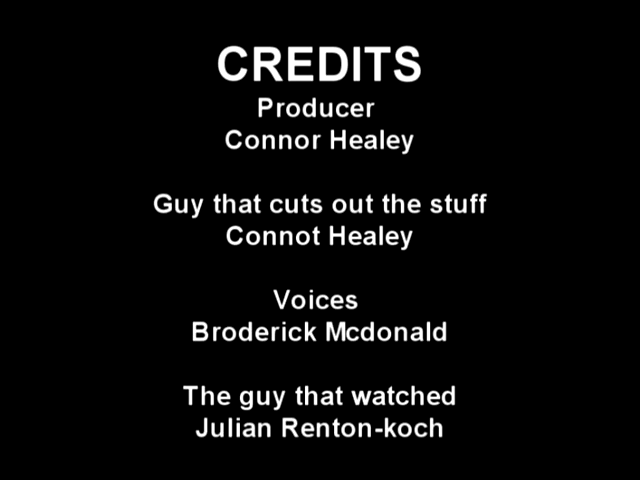 CREDITS
Producer
Connor Healey
Guy that cuts out the stuff
Connot Healey
Voices
Broderick Mcdonald
The guy that watched
Julian Renton-koch